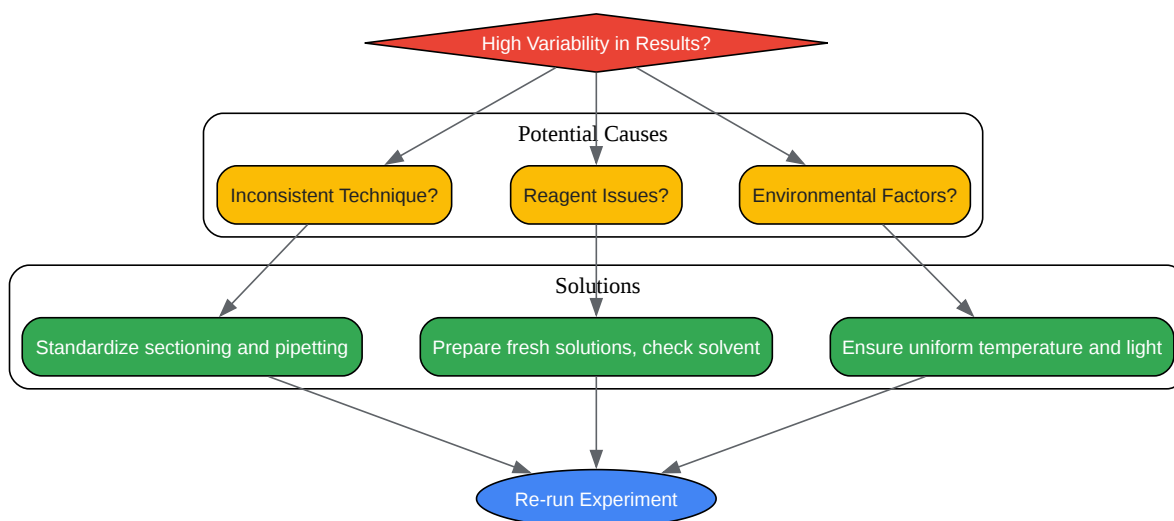 High Variability in Results?
Potential Causes
Inconsistent Technique?
Reagent Issues?
Environmental Factors?
Solutions
Standardize sectioning and pipetting
Prepare fresh solutions, check solvent
Ensure uniform temperature and light
Re-run Experiment